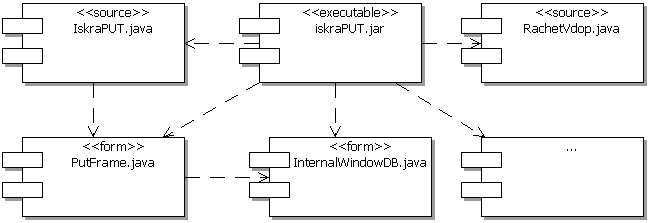 <<source>>
IskraPUT.java
<<executable>>
iskraPUT.jar
<<source>>
RachetVdop.java
<<form>>
PutFrame.java
<<form>>
InternalWindowDB.java
...